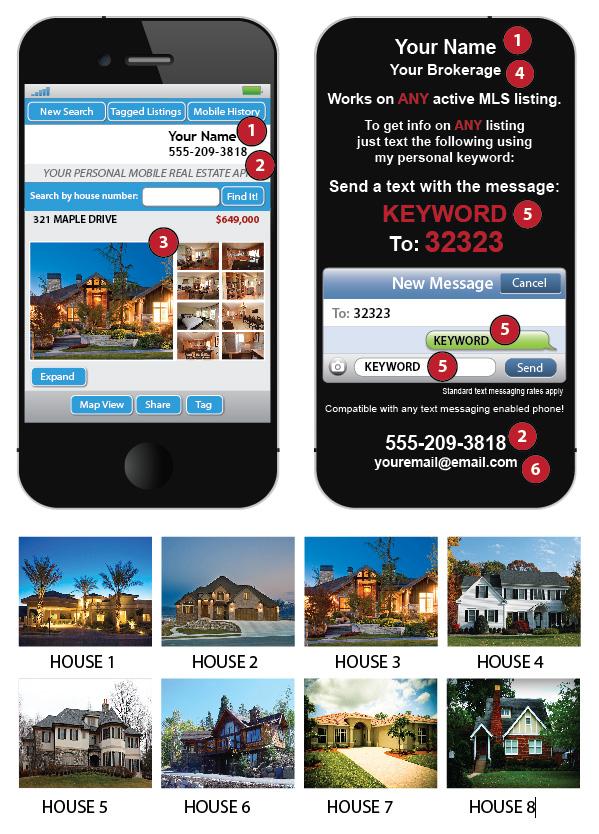 New Search
Tagged Listings
Mobile History
Your Name 1
555-209-3818
2
YOUR PERSONAL MOBILE REAL ESTATE AP
Search by house number:
Find It!
321 MAPLE DRIVE
$649,000
3
Expand
Map View
Share
Tag
Your Name 1
Your Brokerage 4
Works on ANY active MLS listing.
To get info on ANY listing
just text the following using
my personal keyword:
Send a text with the message:
KEYWORD 5
To: 32323
New Message
Cancel
To: 32323
KEYWORD 5
KEYWORD 5
Send
Standard text messaging rates apply
Compatible with any text messaging enabled phone!
555-209-3818 2
youremail@email.com 6
HOUSE 1
HOUSE 2
HOUSE 3
HOUSE 4
HOUSE 5
HOUSE 6
HOUSE 7
HOUSE 8